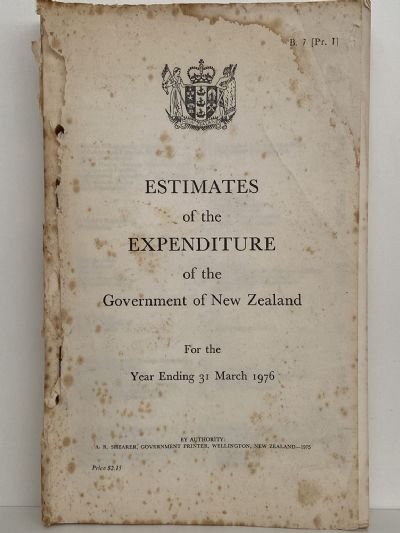 B. 7 [Pt. I]
ESTIMATES
of the
EXPENDITURE
of the
Government of New Zealand
For the
Year Ending 31 March 1976
BY AUTHORITY:
A. R. SHEARER, GOVERNMENT PRINTER, WELLINGTON, NEW ZEALAND—1975
Price $2.15